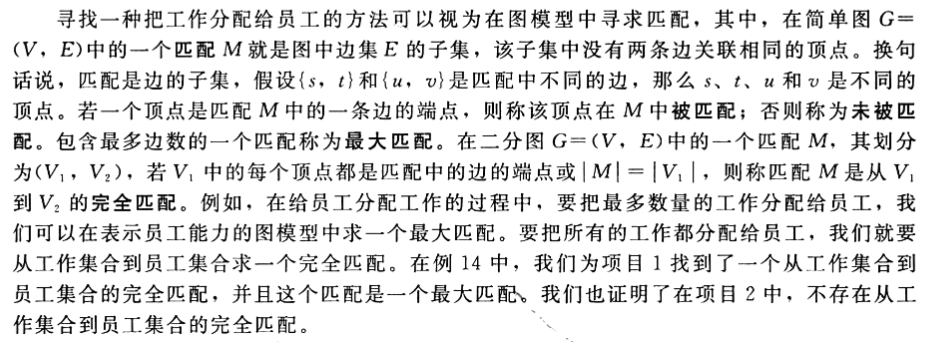 寻找一种把工作分配给员工的方法可以视为在图模型中寻求匹配，其中，在简单图 G=
(V，E)中的一个匹配 M 就是图中边集 E 的子集，该子集中没有两条边关联相同的顶点。换句
话说，匹配是边的子集，假设{s，t}和{u，v}是匹配中不同的边，那么 s、t、u 和 v 是不同的
顶点。若一个顶点是匹配 M 中的一条边的端点，则称该顶点在 M 中被匹配；否则称为未被匹
配。包含最多边数的一个匹配称为最大匹配。在二分图 G=(V，E)中的一个匹配 M，其划分
为(V₁，V₂)，若 V₁ 中的每个顶点都是匹配中的边的端点或|M|=|V₁|，则称匹配 M 是从 V₁
到 V₂ 的完全匹配。例如，在给员工分配工作的过程中，要把最多数量的工作分配给员工，我
们可以在表示员工能力的图模型中求一个最大匹配。要把所有的工作都分配给员工，我们就要
从工作集合到员工集合求一个完全匹配。在例 14 中，我们为项目 1 找到了一个从工作集合到
员工集合的完全匹配，并且这个匹配是一个最大匹配。我们也证明了在项目 2 中，不存在从工
作集合到员工集合的完全匹配。